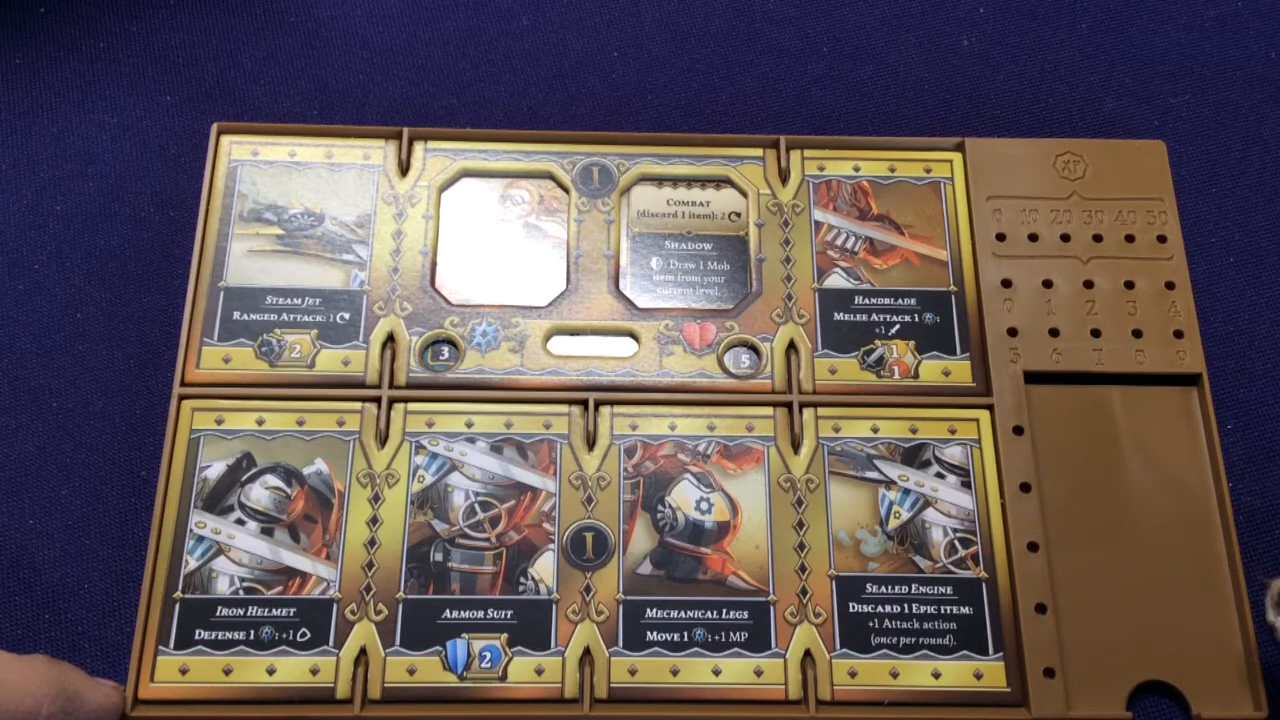 I
XP
COMBAT
(discard 1 item): 2
SHADOW
: Draw 1 Mob
item from your
current level.
STEAM JET
RANGED ATTACK: 1
2
3
5
HANDBLADE
MELEE ATTACK 1 :
+1
1
1
0 10 20 30 40 50
0 1 2 3 4
5 6 7 8 9
IRON HELMET
DEFENSE 1 : +1
ARMOR SUIT
2
I
MECHANICAL LEGS
MOVE 1 : +1 MP
SEALED ENGINE
DISCARD 1 EPIC ITEM:
+1 Attack action
(once per round).